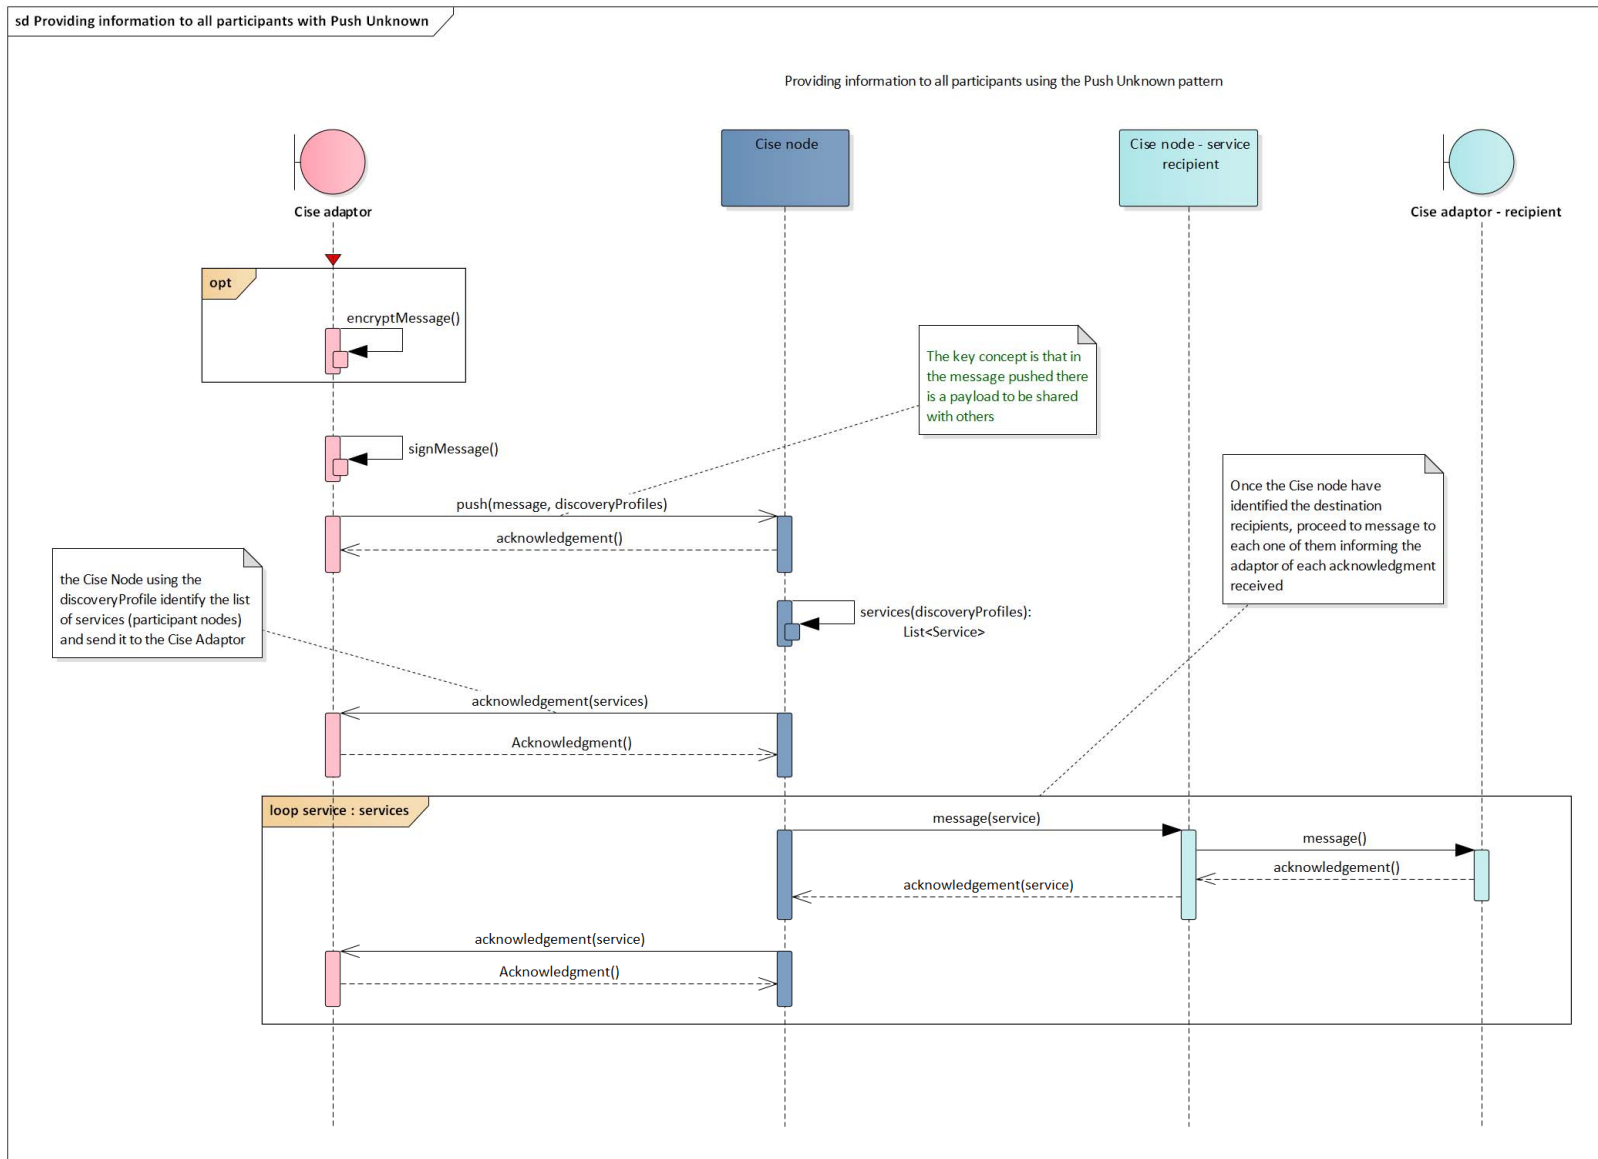 sd Providing information to all participants with Push Unknown
Providing information to all participants using the Push Unknown pattern
Cise adaptor
Cise node
Cise node - service
recipient
Cise adaptor - recipient
opt
encryptMessage()
The key concept is that in
the message pushed there
is a payload to be shared
with others
signMessage()
push(message, discoveryProfiles)
acknowledgement()
Once the Cise node have
identified the destination
recipients, proceed to message to
each one of them informing the
adaptor of each acknowledgment
received
the Cise Node using the
discoveryProfile identify the list
of services (participant nodes)
and send it to the Cise Adaptor
services(discoveryProfiles):
List<Service>
acknowledgement(services)
Acknowledgment()
loop service : services
message(service)
message()
acknowledgement()
acknowledgement(service)
acknowledgement(service)
Acknowledgment()